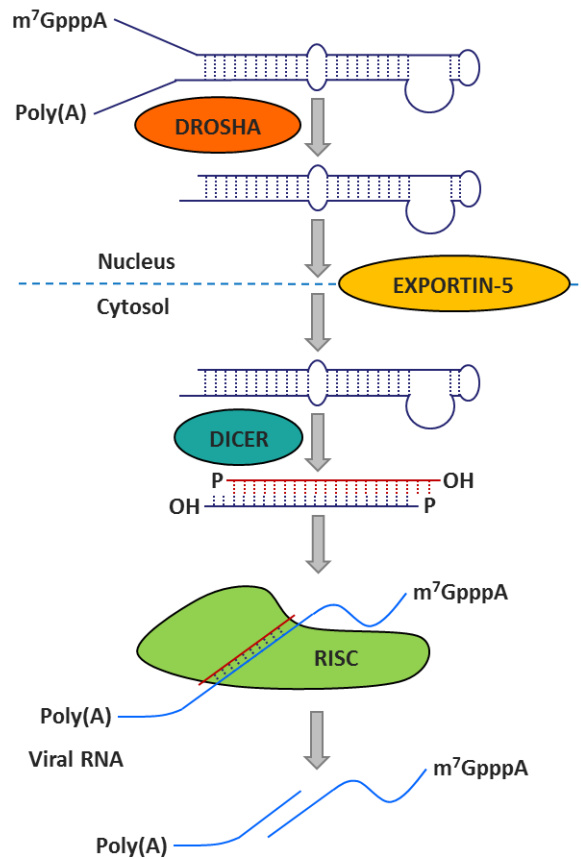 m⁷GpppA
Poly(A)
DROSHA
Nucleus
EXPORTIN-5
Cytosol
DICER
P OH
OH P
m⁷GpppA
RISC
Poly(A)
Viral RNA
m⁷GpppA
Poly(A)